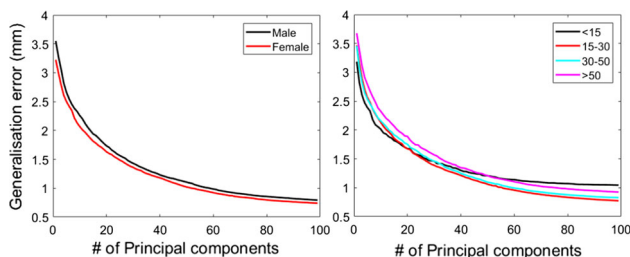 Generalisation error (mm)
4
3.5
3
2.5
2
1.5
1
0.5
0 20 40 60 80 100
# of Principal components
Male
Female
4
3.5
3
2.5
2
1.5
1
0.5
0 20 40 60 80 100
# of Principal components
<15
15-30
30-50
>50